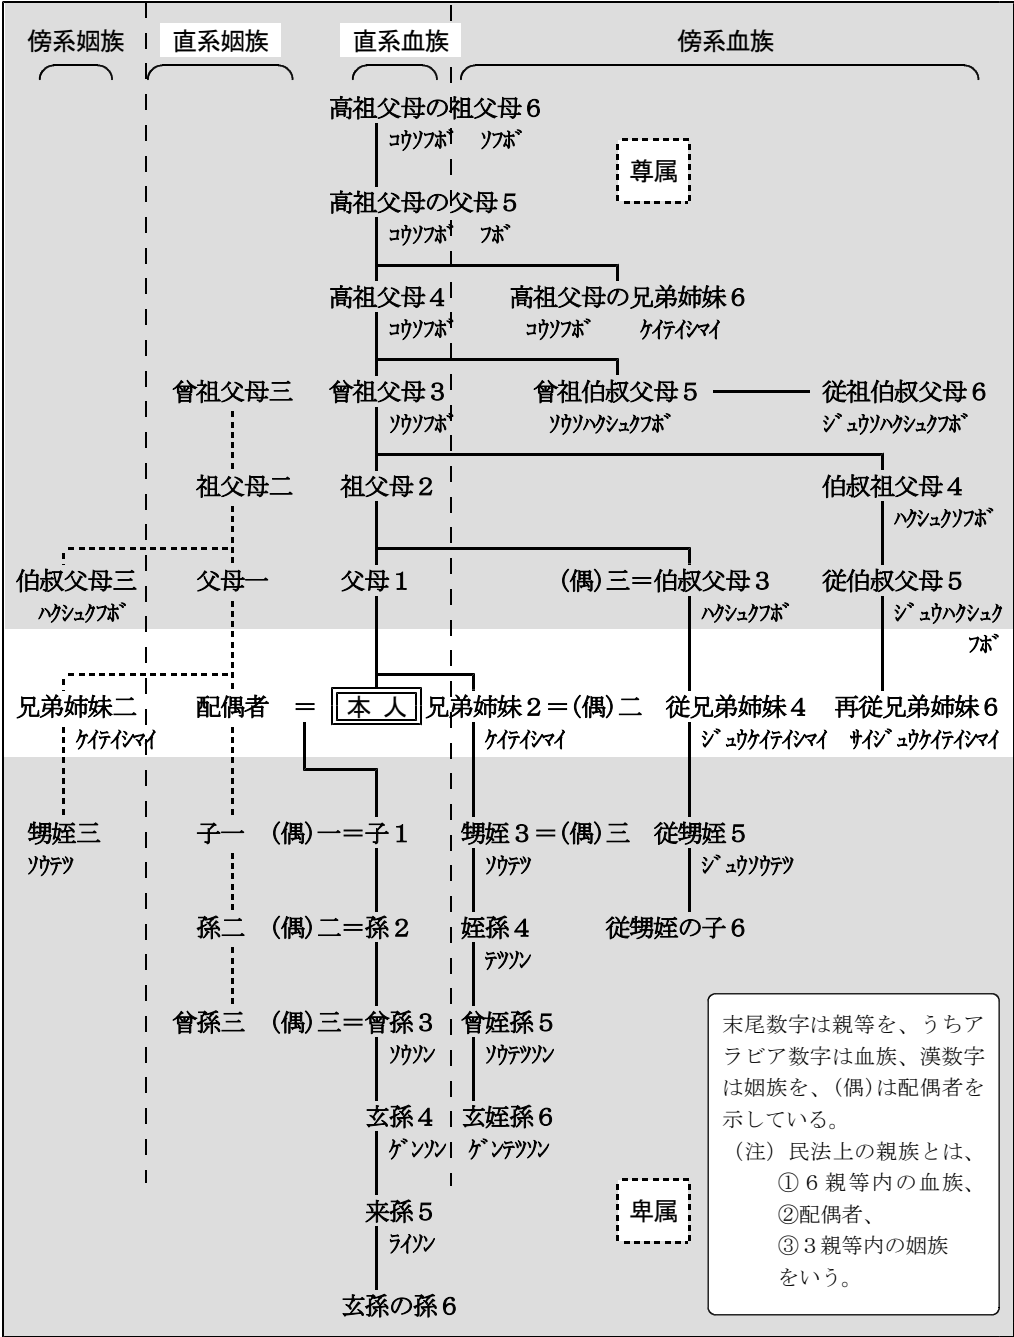 傍系姻族 直系姻族 直系血族 傍系血族
高祖父母の祖父母６
コウソフボ ソフボ
尊属
高祖父母の父母５
コウソフボ フボ
高祖父母４ 高祖父母の兄弟姉妹６
コウソフボ コウソフボ ケイテイシマイ
曾祖父母三 曾祖父母３ 曾祖伯叔父母５ 従祖伯叔父母６
ソウソフボ ソウソハクシュクフボ ジュウソハクシュクフボ
祖父母二 祖父母２ 伯叔祖父母４
ハクシュクソフボ
伯叔父母三 父母一 父母１ (偶)三＝伯叔父母３ 従伯叔父母５
ハクシュクフボ ハクシュクフボ ジュウハクシュク
フボ
兄弟姉妹二 配偶者 ＝ 本 人 兄弟姉妹２＝(偶)二 従兄弟姉妹４ 再従兄弟姉妹６
ケイテイシマイ ケイテイシマイ ジュウケイテイシマイ サイジュウケイテイシマイ
甥姪三 子一 (偶)一＝子１ 甥姪３＝(偶)三 従甥姪５
ソウテツ ソウテツ ジュウソウテツ
孫二 (偶)二＝孫２ 姪孫４ 従甥姪の子６
テツソン
曾孫三 (偶)三＝曾孫３ 曾姪孫５
ソウソン ソウテツソン
玄孫４ 玄姪孫６
ゲンソン ゲンテツソン
来孫５
ライソン
玄孫の孫６
卑属
末尾数字は親等を、うちア
ラビア数字は血族、漢数字
は姻族を、(偶)は配偶者を
示している。
（注）民法上の親族とは、
①６親等内の血族、
②配偶者、
③３親等内の姻族
をいう。